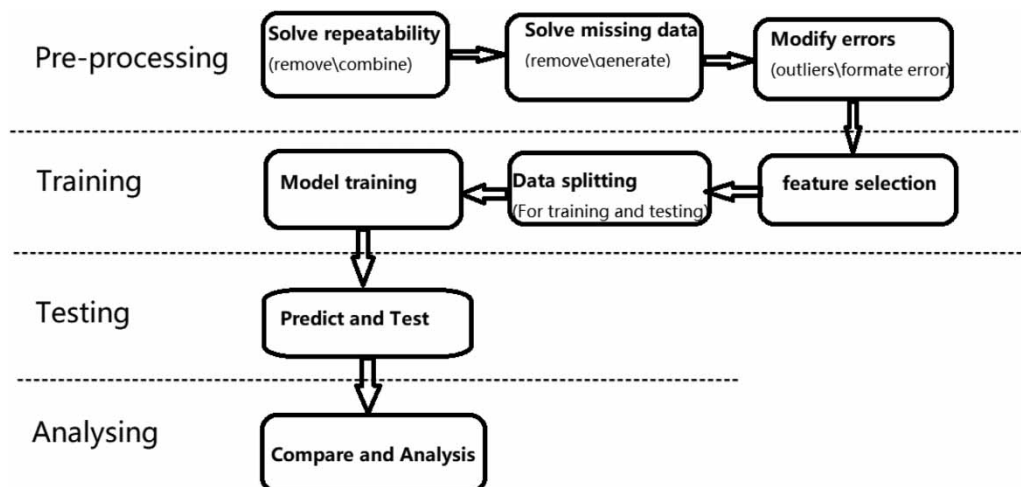 Pre-processing
Solve repeatability
(remove\combine)
Solve missing data
(remove\generate)
Modify errors
(outliers\formate error)
Training
Model training
Data splitting
(For training and testing)
feature selection
Testing
Predict and Test
Analysing
Compare and Analysis